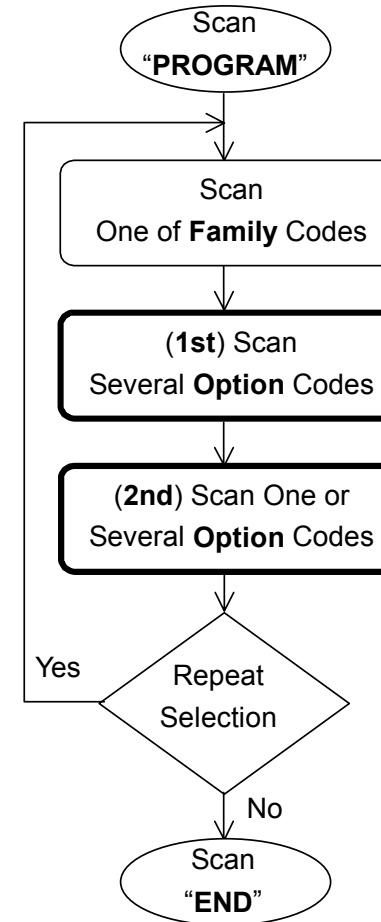 Scan
“PROGRAM”
Scan
One of Family Codes
(1st) Scan
Several Option Codes
(2nd) Scan One or
Several Option Codes
Yes
Repeat
Selection
No
Scan
“END”